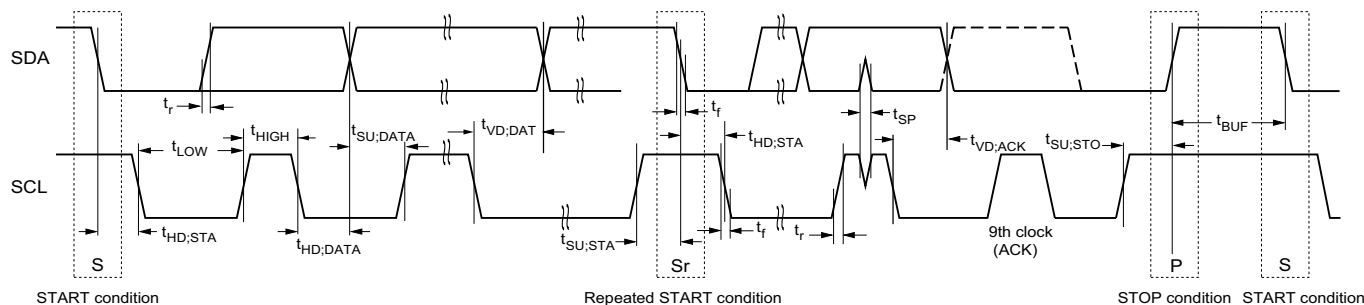 SDA
t_r
t_f
t_SP
t_HIGH
t_SU;DATA
t_VD;DAT
t_HD;STA
t_BUF
t_LOW
t_VD;ACK
t_SU;STO
SCL
t_HD;STA
t_HD;DATA
t_SU;STA
t_f
t_r
9th clock
(ACK)
S
Sr
P
S
START condition
Repeated START condition
STOP condition
START condition